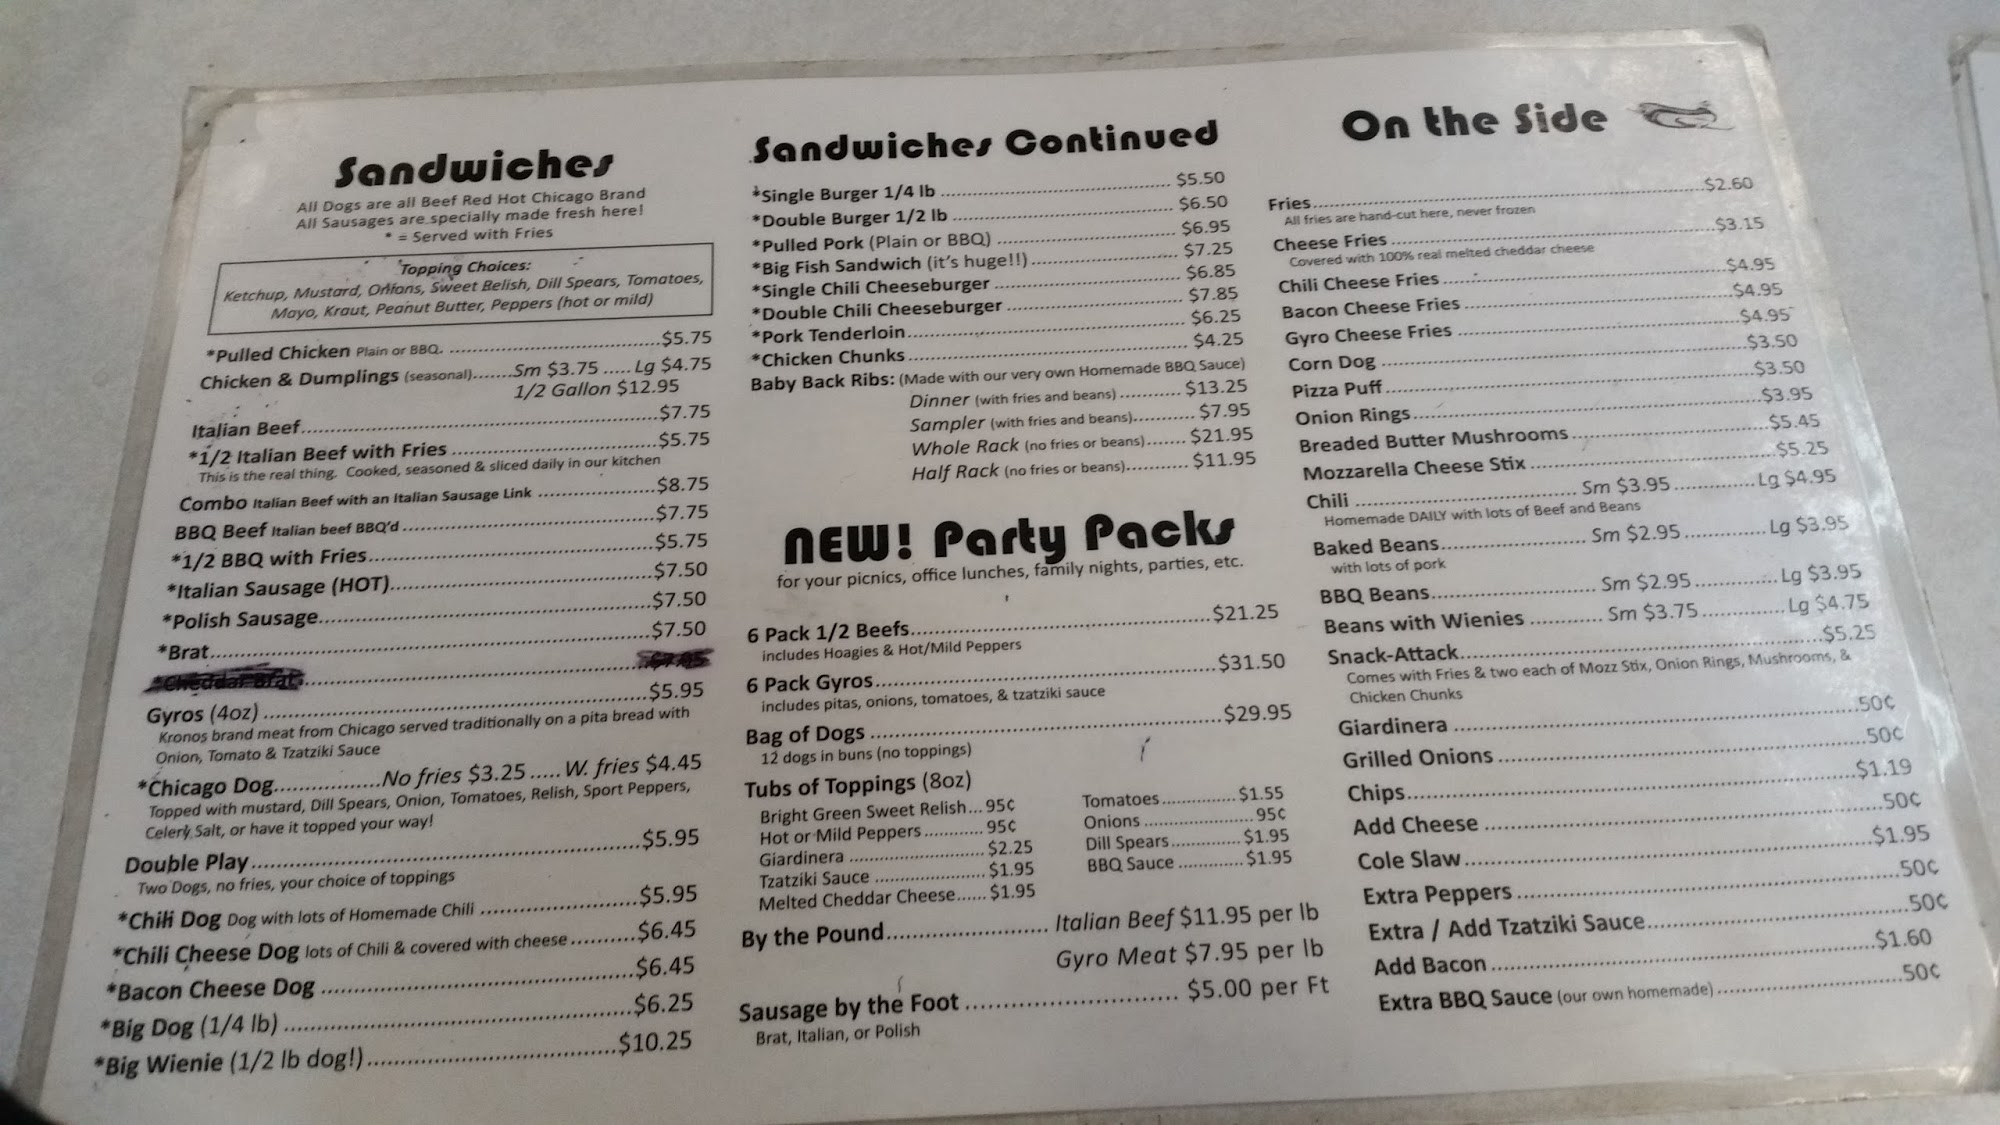 Sandwiches
All Dogs are all Beef Red Hot Chicago Brand
All Sausages are specially made fresh here!
* = Served with Fries
Topping Choices:
Ketchup, Mustard, Onions, Sweet Relish, Dill Spears, Tomatoes,
Mayo, Kraut, Peanut Butter, Peppers (hot or mild)
*Pulled Chicken Plain or BBQ. ........ $5.75
Chicken & Dumplings (seasonal)....... Sm $3.75 ..... Lg $4.75
1/2 Gallon $12.95
Italian Beef........ $7.75
*1/2 Italian Beef with Fries ........ $5.75
This is the real thing. Cooked, seasoned & sliced daily in our kitchen
Combo Italian Beef with an Italian Sausage Link ........ $8.75
BBQ Beef Italian beef BBQ'd ........ $7.75
*1/2 BBQ with Fries........ $5.75
*Italian Sausage (HOT)........ $7.50
*Polish Sausage........ $7.50
*Brat........ $7.50
*Cheddar Brat........
Gyros (4oz) ........ $5.95
Kronos brand meat from Chicago served traditionally on a pita bread with
Onion, Tomato & Tzatziki Sauce
*Chicago Dog........ No fries $3.25 ..... W. fries $4.45
Topped with mustard, Dill Spears, Onion, Tomatoes, Relish, Sport Peppers,
Celery Salt, or have it topped your way!
Double Play........ $5.95
Two Dogs, no fries, your choice of toppings
*Chili Dog Dog with lots of Homemade Chili ........ $5.95
*Chili Cheese Dog lots of Chili & covered with cheese........ $6.45
*Bacon Cheese Dog ........ $6.45
*Big Dog (1/4 lb) ........ $6.25
*Big Wienie (1/2 lb dog!)........ $10.25
Sandwiches Continued
*Single Burger 1/4 lb ........ $5.50
*Double Burger 1/2 lb ........ $6.50
*Pulled Pork (Plain or BBQ) ........ $6.95
*Big Fish Sandwich (it's huge!!)........ $7.25
*Single Chili Cheeseburger ........ $6.85
*Double Chili Cheeseburger ........ $7.85
*Pork Tenderloin........ $6.25
*Chicken Chunks........ $4.25
Baby Back Ribs: (Made with our very own Homemade BBQ Sauce)
Dinner (with fries and beans) ........ $13.25
Sampler (with fries and beans)........ $7.95
Whole Rack (no fries or beans)....... $21.95
Half Rack (no fries or beans)........ $11.95
NEW! Party Packs
for your picnics, office lunches, family nights, parties, etc.
6 Pack 1/2 Beefs........ $21.25
includes Hoagies & Hot/Mild Peppers
6 Pack Gyros........ $31.50
includes pitas, onions, tomatoes, & tzatziki sauce
Bag of Dogs ........ $29.95
12 dogs in buns (no toppings)
Tubs of Toppings (8oz)
Bright Green Sweet Relish... 95¢
Hot or Mild Peppers ........ 95¢
Giardinera ........ $2.25
Tzatziki Sauce ........ $1.95
Melted Cheddar Cheese...... $1.95
Tomatoes........ $1.55
Onions ........ 95¢
Dill Spears........ $1.95
BBQ Sauce ........ $1.95
By the Pound........ Italian Beef $11.95 per lb
Gyro Meat $7.95 per lb
Sausage by the Foot ........ $5.00 per Ft
Brat, Italian, or Polish
On the Side
Fries........ $2.60
All fries are hand-cut here, never frozen
Cheese Fries ........ $3.15
Covered with 100% real melted cheddar cheese
Chili Cheese Fries ........ $4.95
Bacon Cheese Fries ........ $4.95
Gyro Cheese Fries ........ $4.95
Corn Dog ........ $3.50
Pizza Puff ........ $3.50
Onion Rings........ $3.95
Breaded Butter Mushrooms........ $5.45
Mozzarella Cheese Stix ........ $5.25
Chili ........ Sm $3.95 ........ Lg $4.95
Homemade DAILY with lots of Beef and Beans
Baked Beans........ Sm $2.95 ........ Lg $3.95
with lots of pork
BBQ Beans........ Sm $2.95 ........ Lg $3.95
Beans with Wienies ........ Sm $3.75 ........ Lg $4.75
Snack-Attack........ $5.25
Comes with Fries & two each of Mozz Stix, Onion Rings, Mushrooms, &
Chicken Chunks
Giardinera ........ 50¢
Grilled Onions ........ 50¢
Chips........ $1.19
Add Cheese ........ 50¢
Cole Slaw........ $1.95
Extra Peppers ........ 50¢
Extra / Add Tzatziki Sauce........ 50¢
Add Bacon ........ $1.60
Extra BBQ Sauce (our own homemade) ........ 50¢